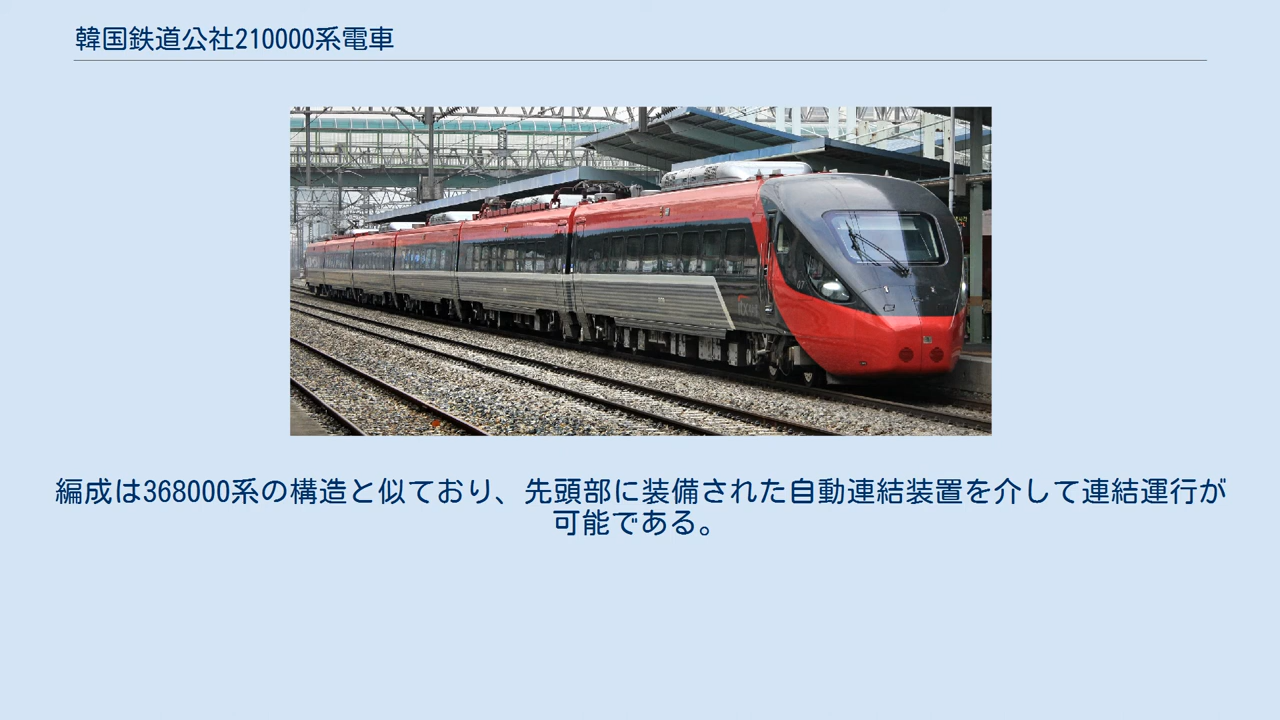 韓国鉄道公社210000系電車
編成は368000系の構造と似ており、先頭部に装備された自動連結装置を介して連結運行が
可能である。